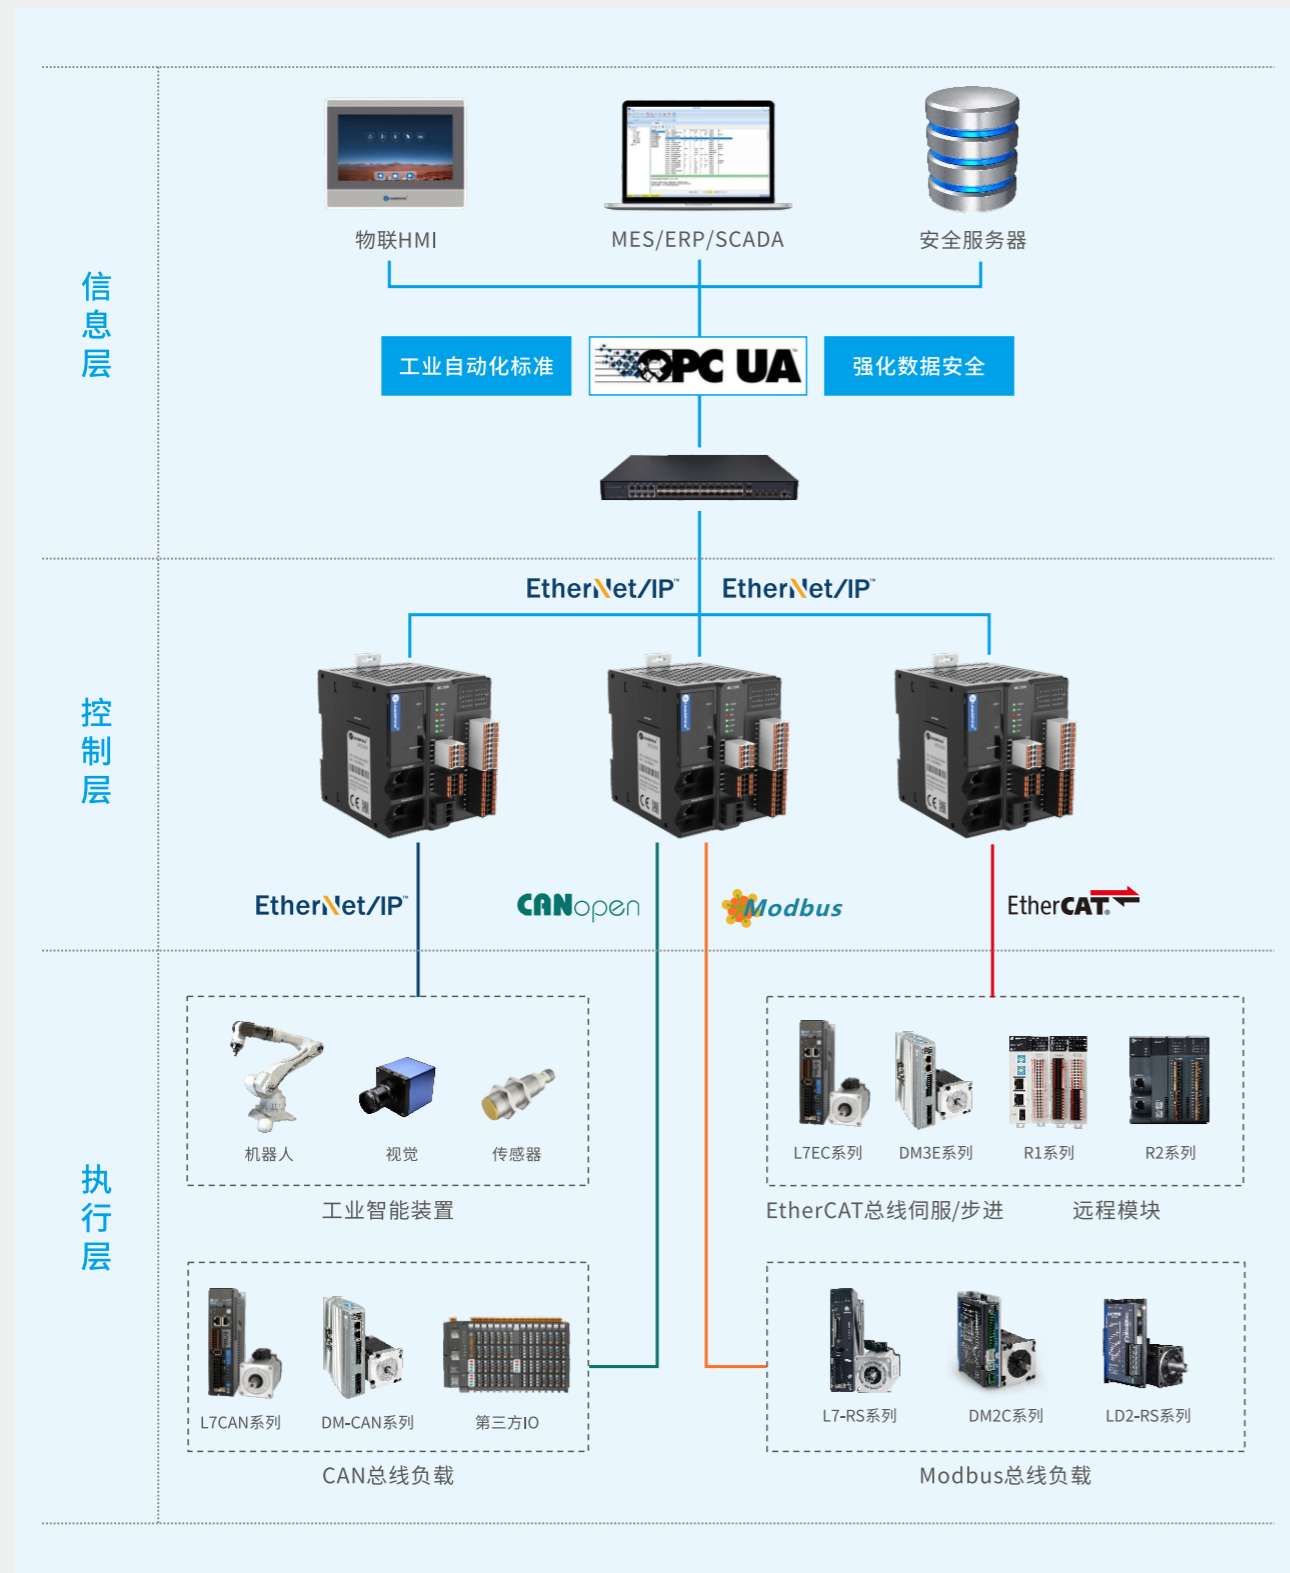 物联HMI
MES/ERP/SCADA
安全服务器
信息层
工业自动化标准
OPC UA
强化数据安全
EtherNet/IP™
EtherNet/IP™
控制层
EtherNet/IP™
CANopen
Modbus
EtherCAT®
执行层
机器人
视觉
传感器
工业智能装置
L7EC系列
DM3E系列
R1系列
R2系列
EtherCAT总线伺服/步进
远程模块
L7CAN系列
DM-CAN系列
第三方IO
CAN总线负载
L7-RS系列
DM2C系列
LD2-RS系列
Modbus总线负载